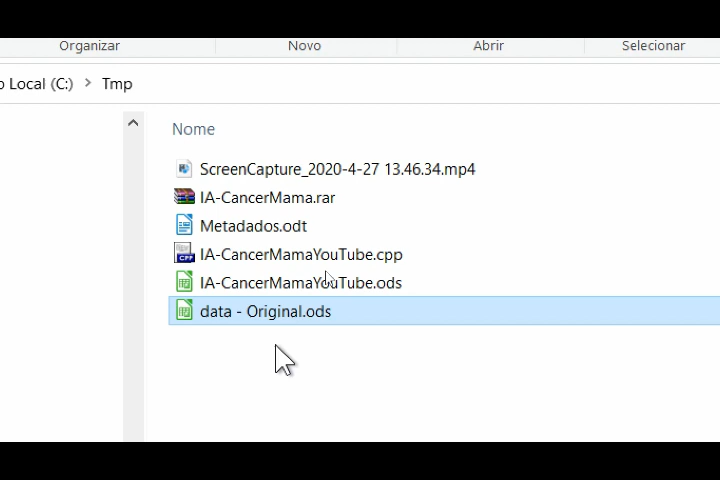 Organizar Novo Abrir Selecionar
o Local (C:) > Tmp
Nome
ScreenCapture_2020-4-27 13.46.34.mp4
IA-CancerMama.rar
Metadados.odt
CPP IA-CancerMamaYouTube.cpp
IA-CancerMamaYouTube.ods
data - Original.ods